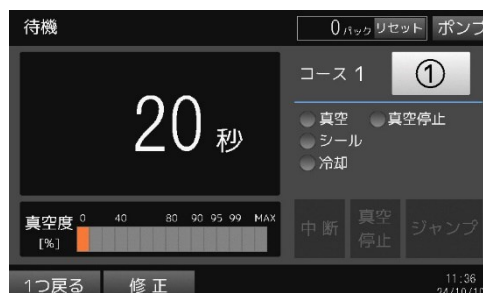 待機
0パック リセット ポンプ
コース 1 ①
20 秒
真空 真空停止
シール
冷却
真空度 0 40 80 90 95 99 MAX
[%]
中断 真空停止 ジャンプ
1つ戻る 修正
11:36
24/10/10